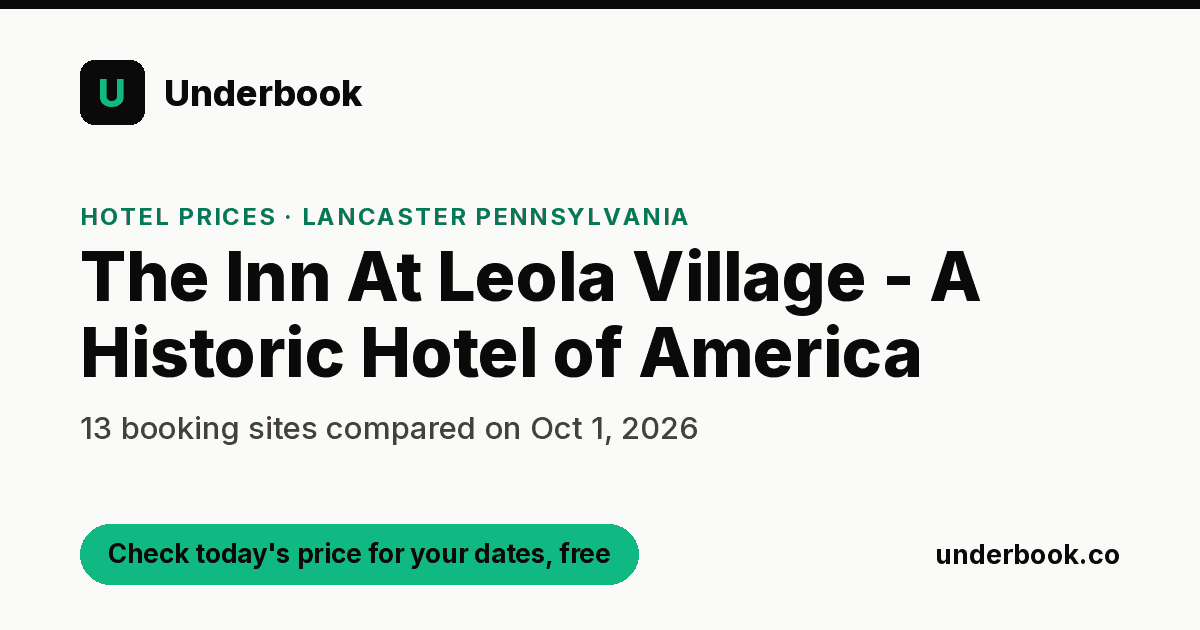 U Underbook
HOTEL PRICES · LANCASTER PENNSYLVANIA
The Inn At Leola Village - A
Historic Hotel of America
13 booking sites compared on Oct 1, 2026
Check today's price for your dates, free
underbook.co